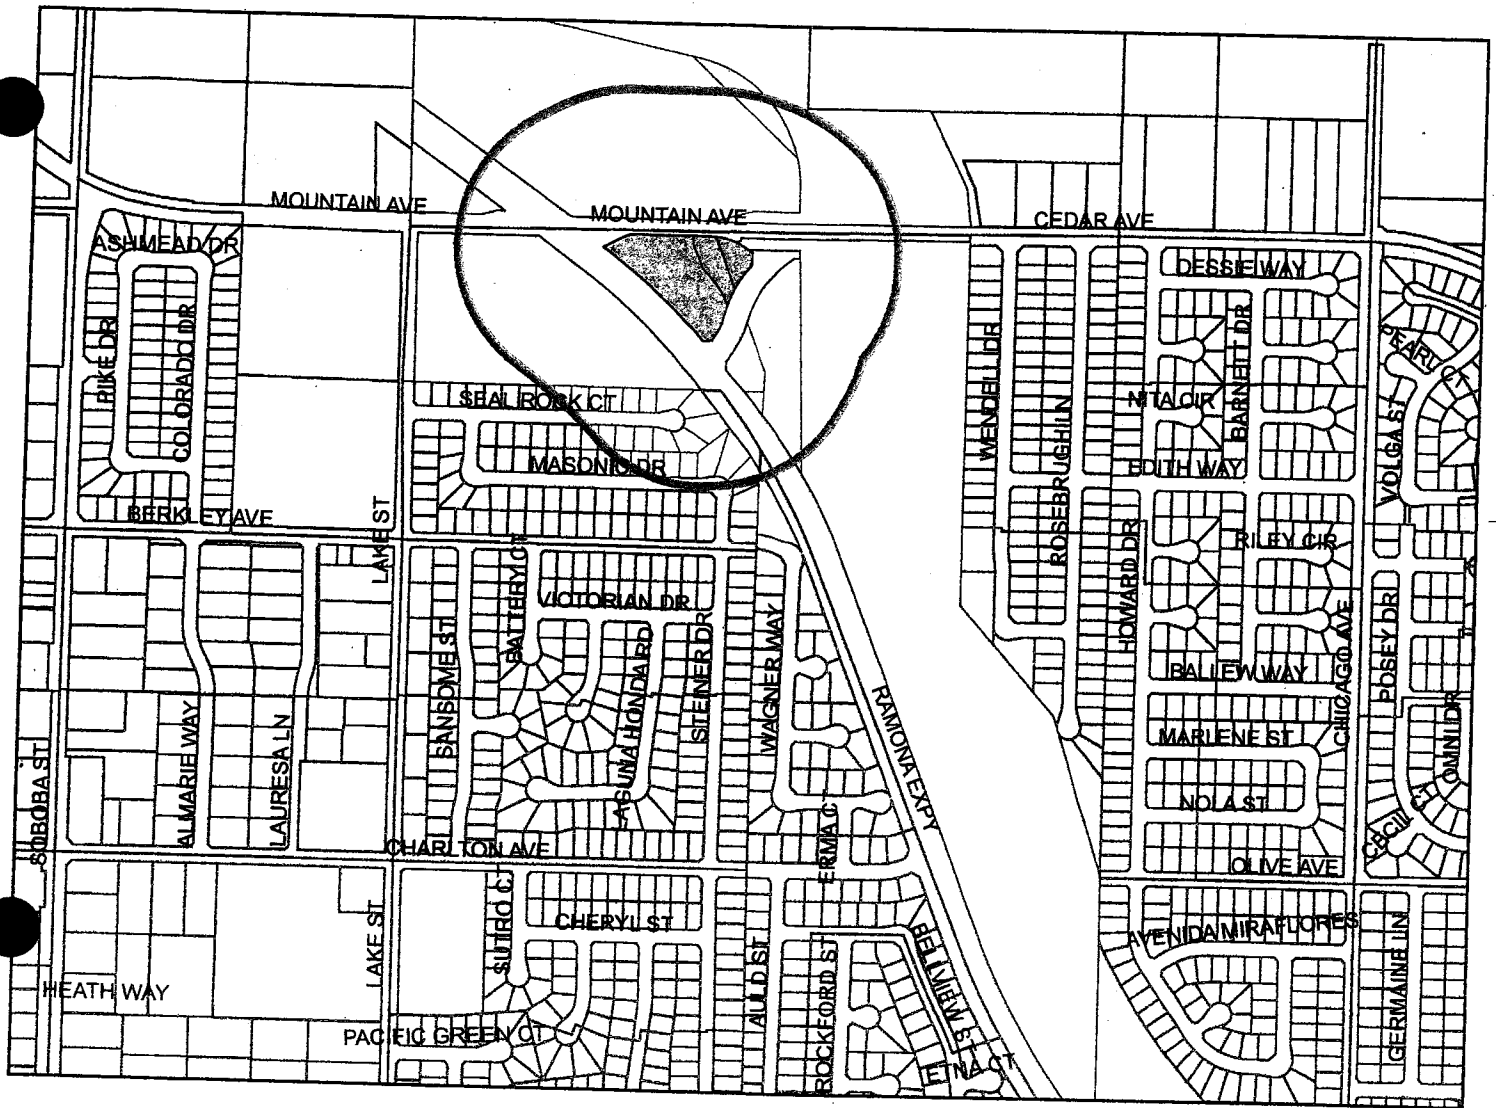 MOUNTAIN AVE
MOUNTAIN AVE
CEDAR AVE
ASHMEAD DR
DESSIE WAY
PIKE DR
COLORADO DR
WENDELL DR
BARNETT DR
PEARL CT
SEAL ROCK CT
NITA CIR
ROSEBRUGH LN
VOLGA ST
MASONIC DR
EDITH WAY
BERKLEY AVE
LAKE ST
BATTERY CT
HOWARD DR
RILEY CIR
VICTORIAN DR
SANSOME ST
LAGUNA HONDA RD
STEINER DR
WAGNER WAY
CHICAGO AVE
POSEY DR
BALLEW WAY
ALMARIE WAY
LAURESA LN
RAMONA EXPY
MARLENE ST
OMNI DR
SOBOBA ST
NOLA ST
CECIL CT
CHARLTON AVE
ERMA CT
OLIVE AVE
LAKE ST
SUTRO CT
CHERYL ST
AULD ST
ROCKFORD ST
BELLVIEW ST
AVENIDA MIRAFLORES
GERMAINE LN
HEATH WAY
PACIFIC GREEN CT
ETNA CT